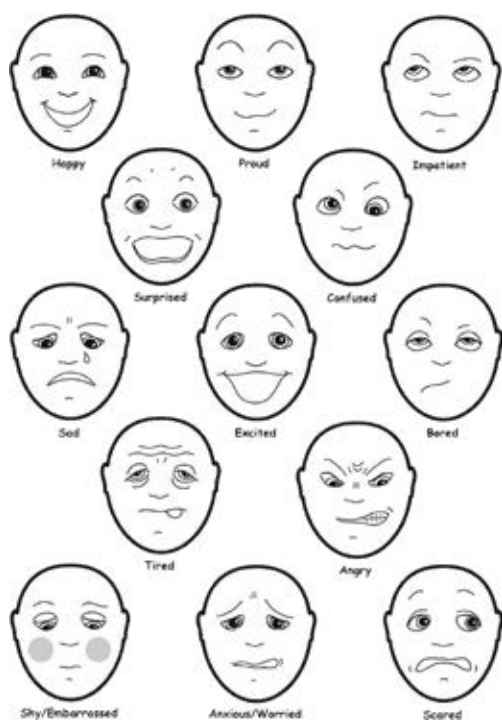 Happy
Proud
Impatient
Surprised
Confused
Sad
Excited
Bored
Tired
Angry
Shy/Embarrassed
Anxious/Worried
Scared